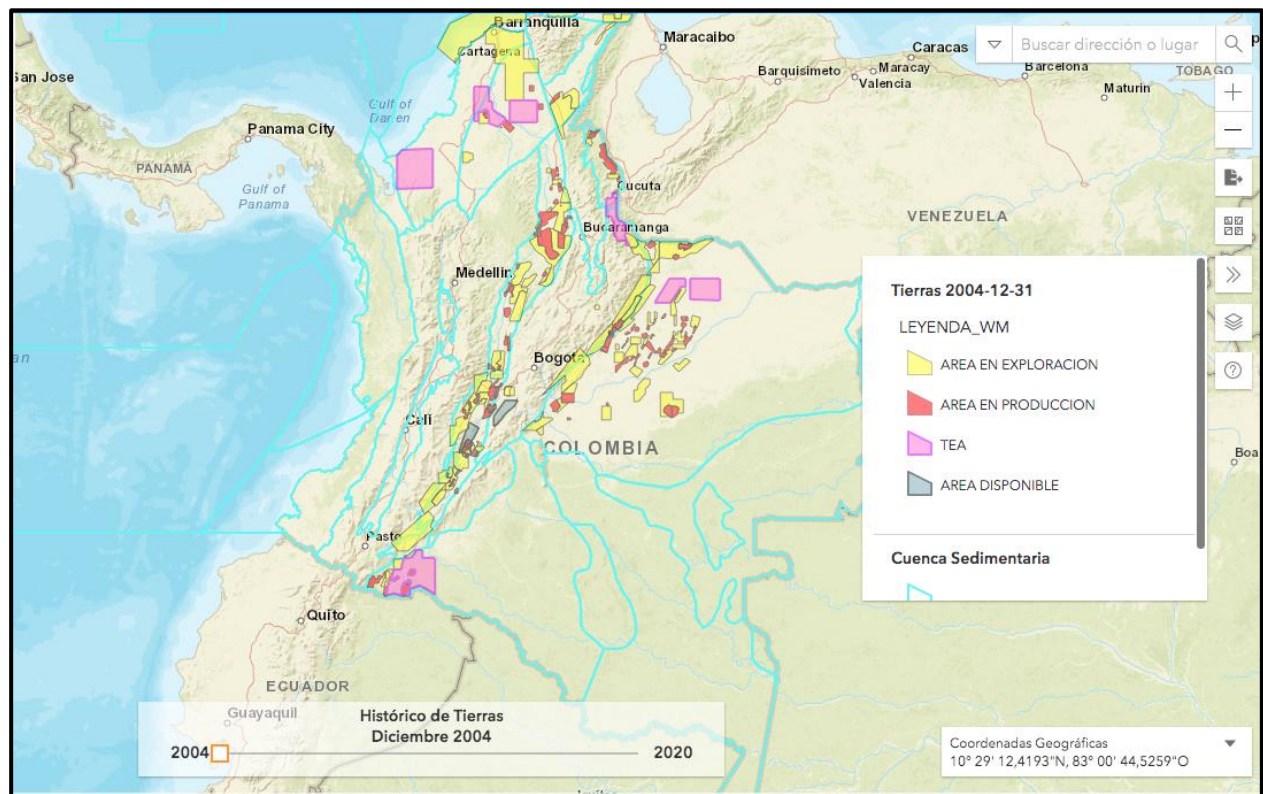 Barranquilla
Maracaibo
Caracas
Buscar dirección o lugar
Cartagena
Barquisimeto
Maracay
Valencia
Barcelona
TOBAGO
San Jose
Maturin
Gulf of
Darien
Panama City
PANAMÁ
Gulf of
Panama
Cucuta
VENEZUELA
Bucaramanga
Medellin
Tierras 2004-12-31
LEYENDA_WM
AREA EN EXPLORACION
AREA EN PRODUCCION
TEA
AREA DISPONIBLE
Cuenca Sedimentaria
Bogota
Cali
COLOMBIA
Boa
an
Pasto
Quito
ECUADOR
Guayaquil
Histórico de Tierras
Diciembre 2004
2004
2020
Coordenadas Geográficas
10° 29' 12,4193"N, 83° 00' 44,5259"O